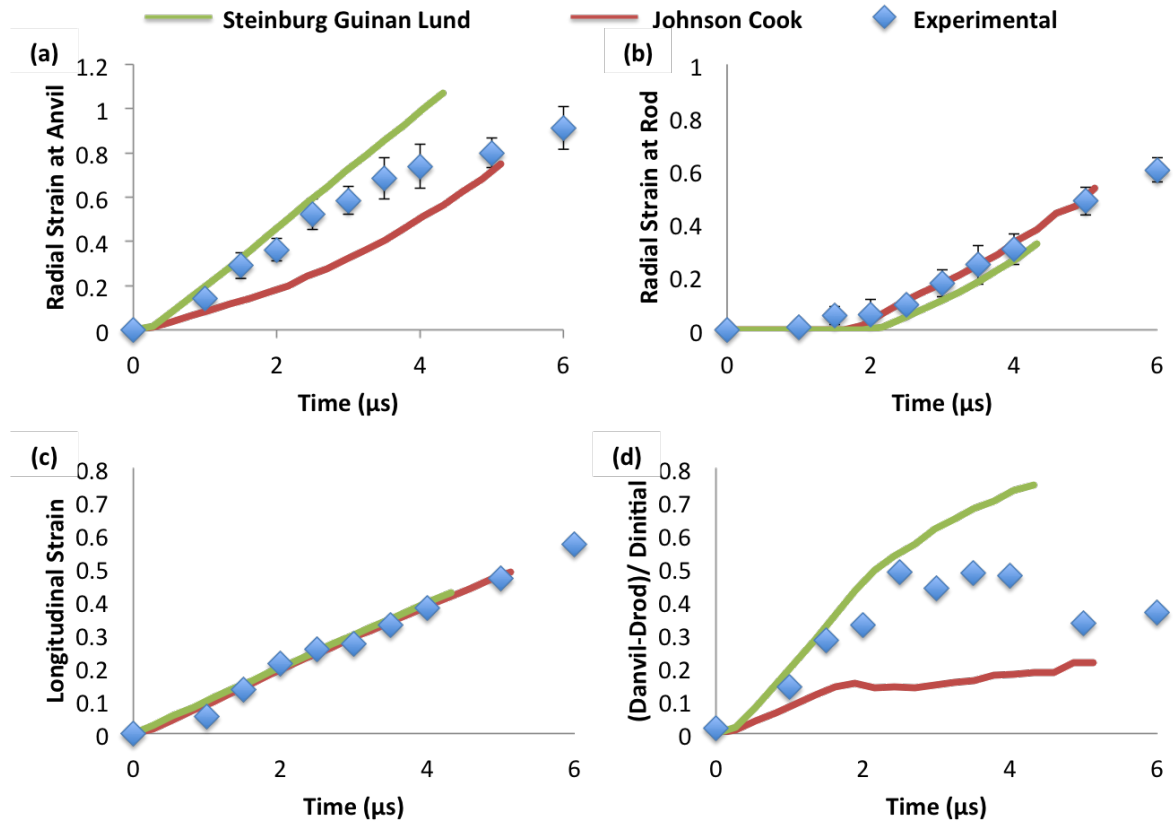 Steinburg Guinan Lund
Johnson Cook
Experimental
(a)
Radial Strain at Anvil
1.2
1
0.8
0.6
0.4
0.2
0
0 2 4 6
Time (μs)
(b)
Radial Strain at Rod
1
0.8
0.6
0.4
0.2
0
0 2 4 6
Time (μs)
(c)
Longitudinal Strain
0.8
0.7
0.6
0.5
0.4
0.3
0.2
0.1
0
0 2 4 6
Time (μs)
(d)
(Danvil-Drod)/ Dinitial
0.8
0.7
0.6
0.5
0.4
0.3
0.2
0.1
0
0 2 4 6
Time (μs)